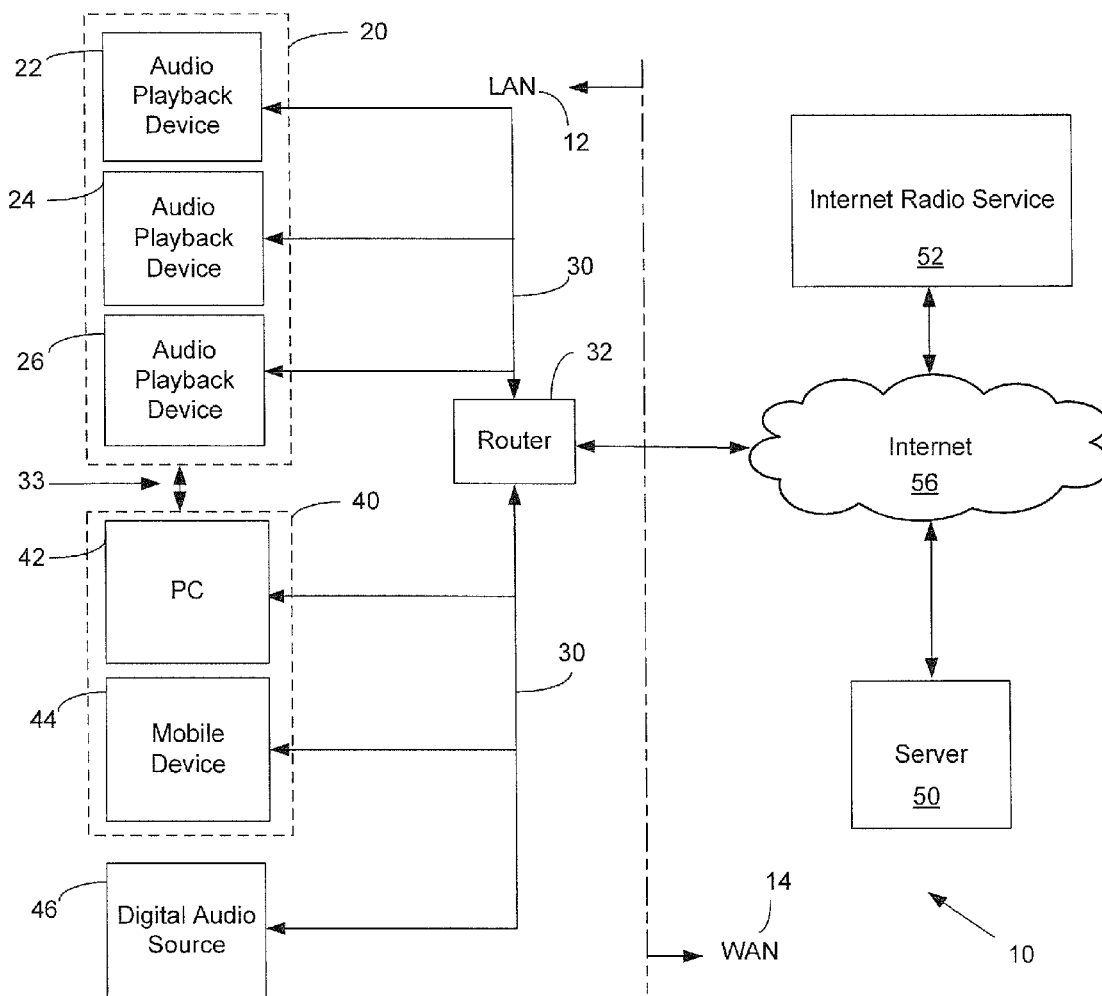 20
22
Audio
Playback
Device
LAN
12
24
Audio
Playback
Device
Internet Radio Service
52
30
26
Audio
Playback
Device
32
Router
Internet
56
33
40
42
PC
30
44
Mobile
Device
Server
50
46
Digital Audio
Source
14
WAN
10